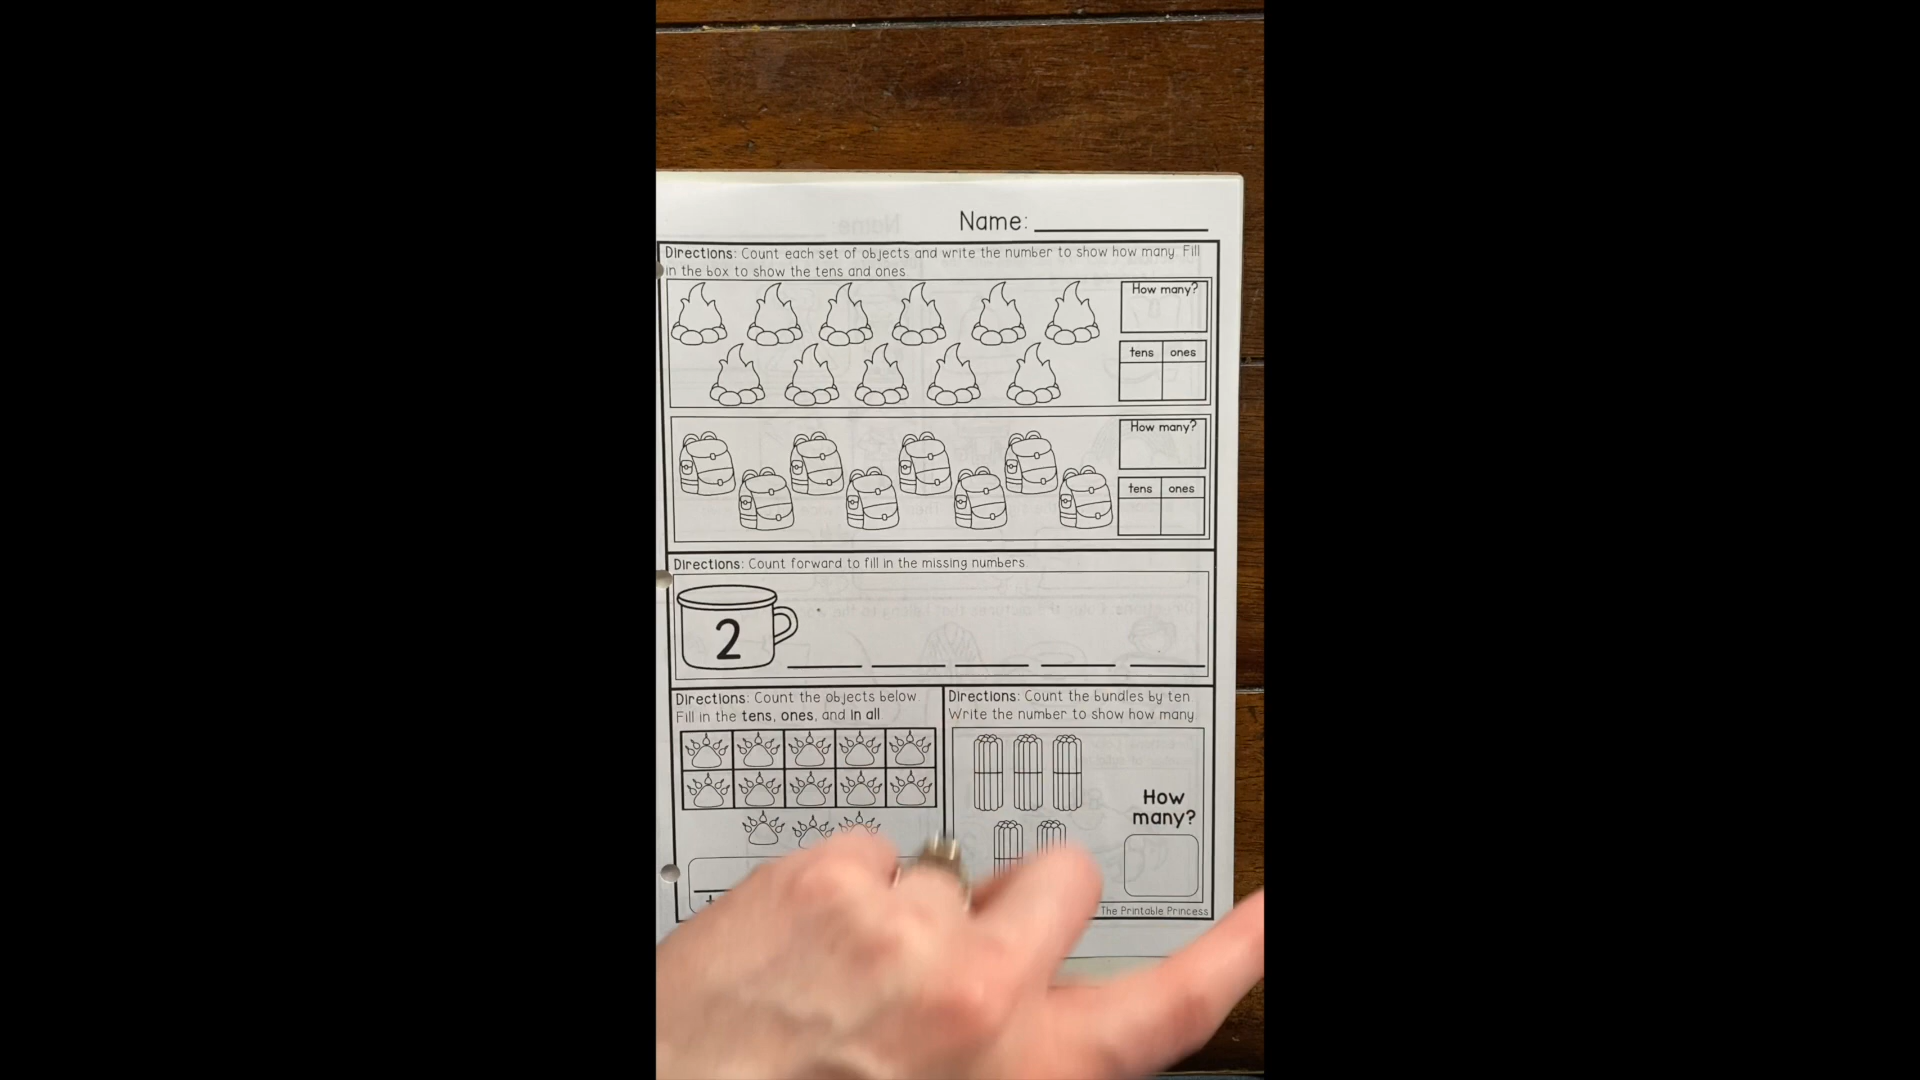 Name:
Directions: Count each set of objects and write the number to show how many. Fill
in the box to show the tens and ones
How many?
tens ones
How many?
tens ones
Directions: Count forward to fill in the missing numbers
2
Directions: Count the objects below.
Fill in the tens, ones, and in all
Directions: Count the bundles by ten
Write the number to show how many.
How
many?
+
The Printable Princess